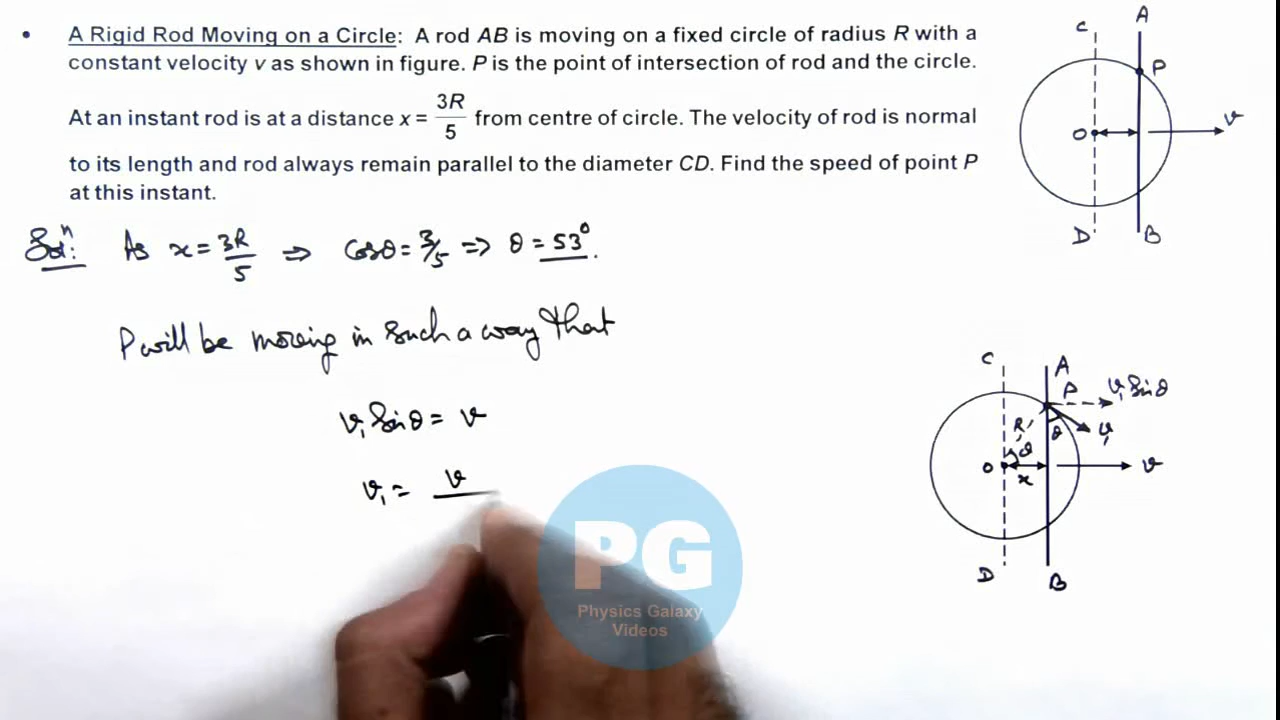 • A Rigid Rod Moving on a Circle: A rod AB is moving on a fixed circle of radius R with a
constant velocity v as shown in figure. P is the point of intersection of rod and the circle.
At an instant rod is at a distance x = 3R/5 from centre of circle. The velocity of rod is normal
to its length and rod always remain parallel to the diameter CD. Find the speed of point P
at this instant.
C
A
P
O
v
D
B
Solⁿ: As x = 3R/5 ⇒ cosθ = 3/5 ⇒ θ = 53°.
P will be moving in such a way that
v₁ sinθ = v
v₁ = v
C
A
P
v₁ sinθ
R
θ
v₁
θ
O
x
v
D
B
PG
Physics Galaxy
Videos